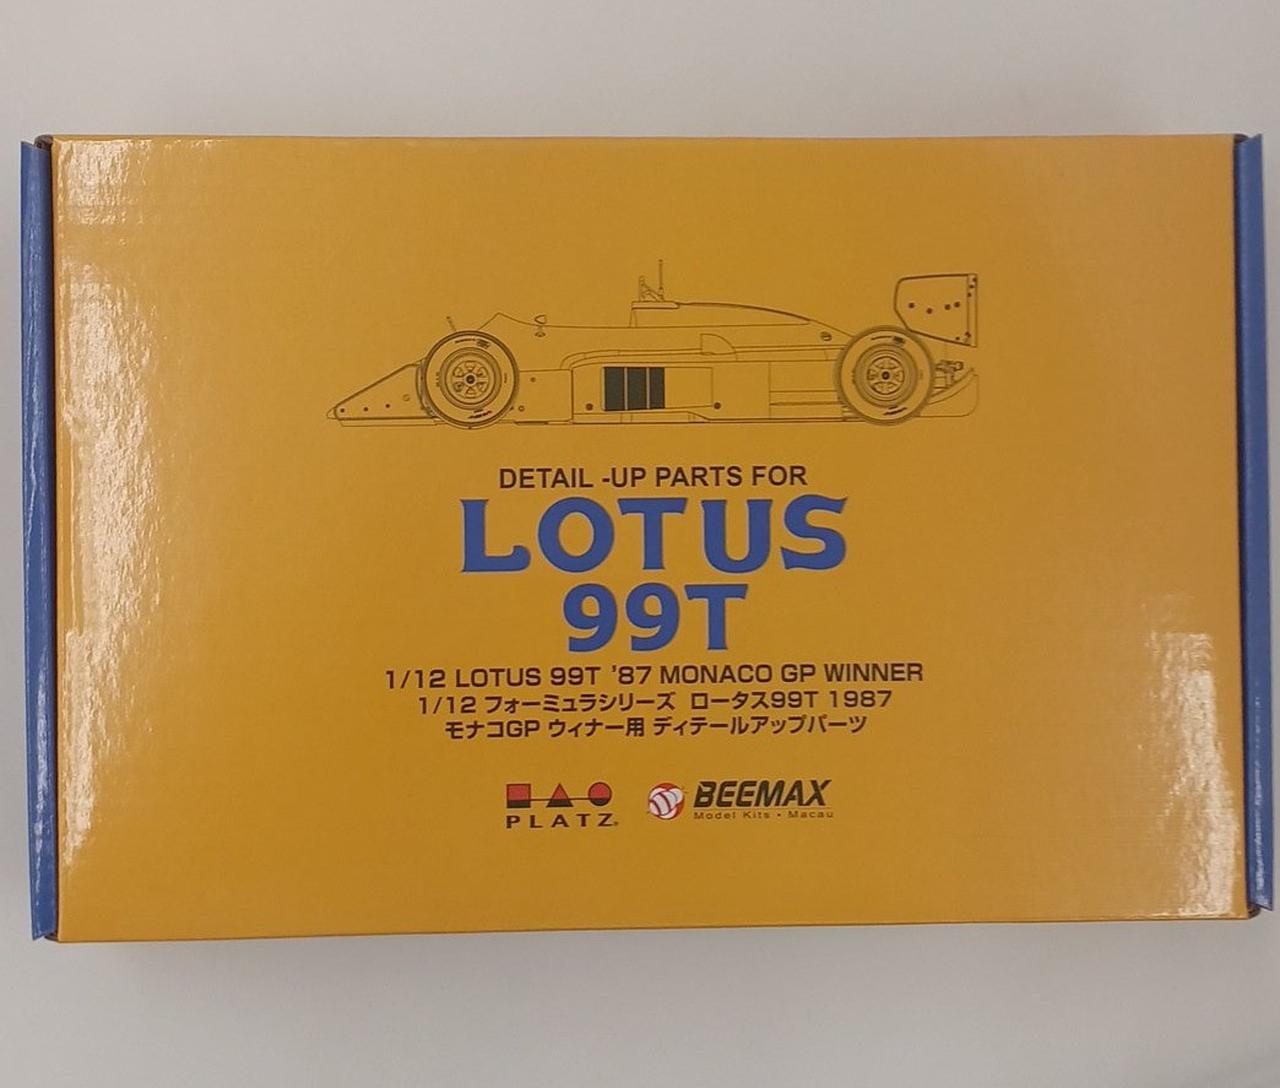 DETAIL -UP PARTS FOR
LOTUS
99T
1/12 LOTUS 99T '87 MONACO GP WINNER
1/12 フォーミュラシリーズ ロータス99T 1987
モナコGP ウィナー用 ディテールアップパーツ
PLATZ®
BEEMAX
Model Kits • Macau